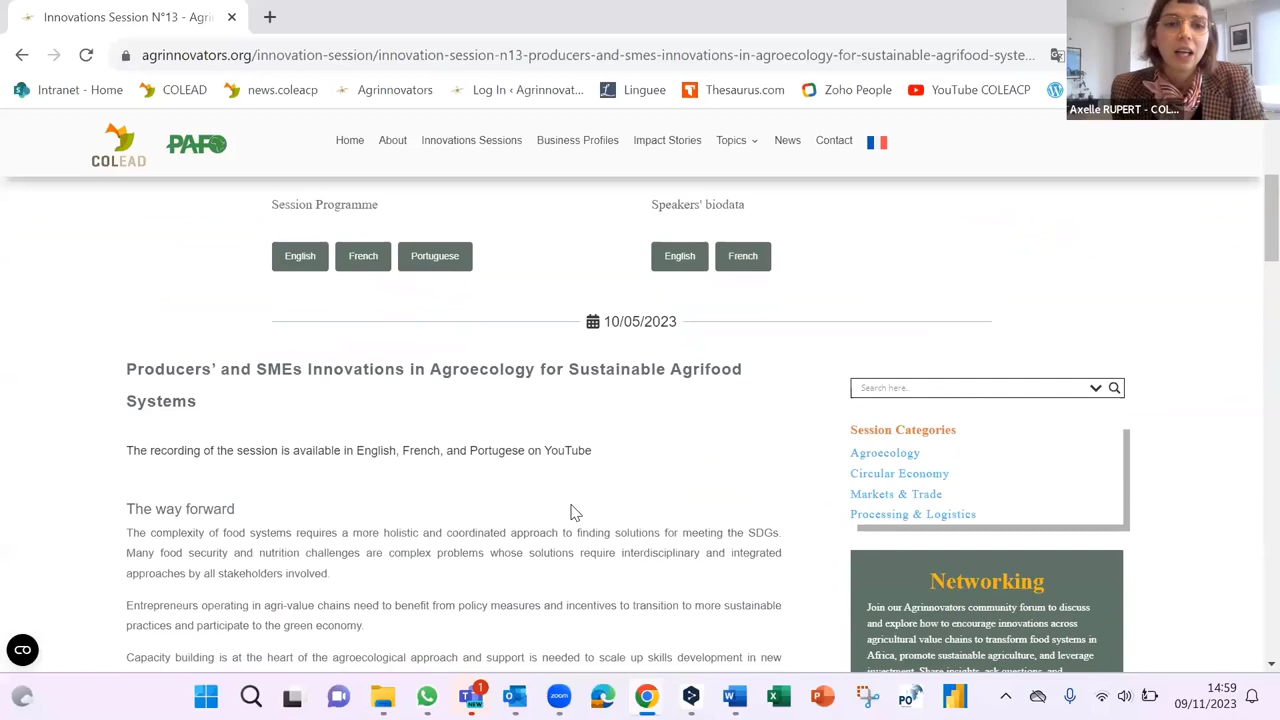 Innovations Session N°13 - Agri
agrinnovators.org/innovation-session/innovation-session-n13-producers-and-smes-innovations-in-agroecology-for-sustainable-agrifood-syste...
Intranet - Home
COLEAD
news.coleacp
Agrinnovators
Log In ‹ Agrinnovat...
Linguee
Thesaurus.com
Zoho People
YouTube COLEACP
Axelle RUPERT - COL...
COLEAD
PAFO
Home
About
Innovations Sessions
Business Profiles
Impact Stories
Topics
News
Contact
Session Programme
Speakers' biodata
English
French
Portuguese
English
French
10/05/2023
Producers’ and SMEs Innovations in Agroecology for Sustainable Agrifood
Systems
The recording of the session is available in English, French, and Portugese on YouTube
The way forward
The complexity of food systems requires a more holistic and coordinated approach to finding solutions for meeting the SDGs.
Many food security and nutrition challenges are complex problems whose solutions require interdisciplinary and integrated
approaches by all stakeholders involved.
Entrepreneurs operating in agri-value chains need to benefit from policy measures and incentives to transition to more sustainable
practices and participate to the green economy.
Capacity building is at the heart of the agroecological approach and support is needed to scale up skills development in new
Search here..
Session Categories
Agroecology
Circular Economy
Markets & Trade
Processing & Logistics
Networking
Join our Agrinnovators community forum to discuss
and explore how to encourage innovations across
agricultural value chains to transform food systems in
Africa, promote sustainable agriculture, and leverage
investment. Share insights, ask questions, and
1
NEW
zoom
14:59
09/11/2023